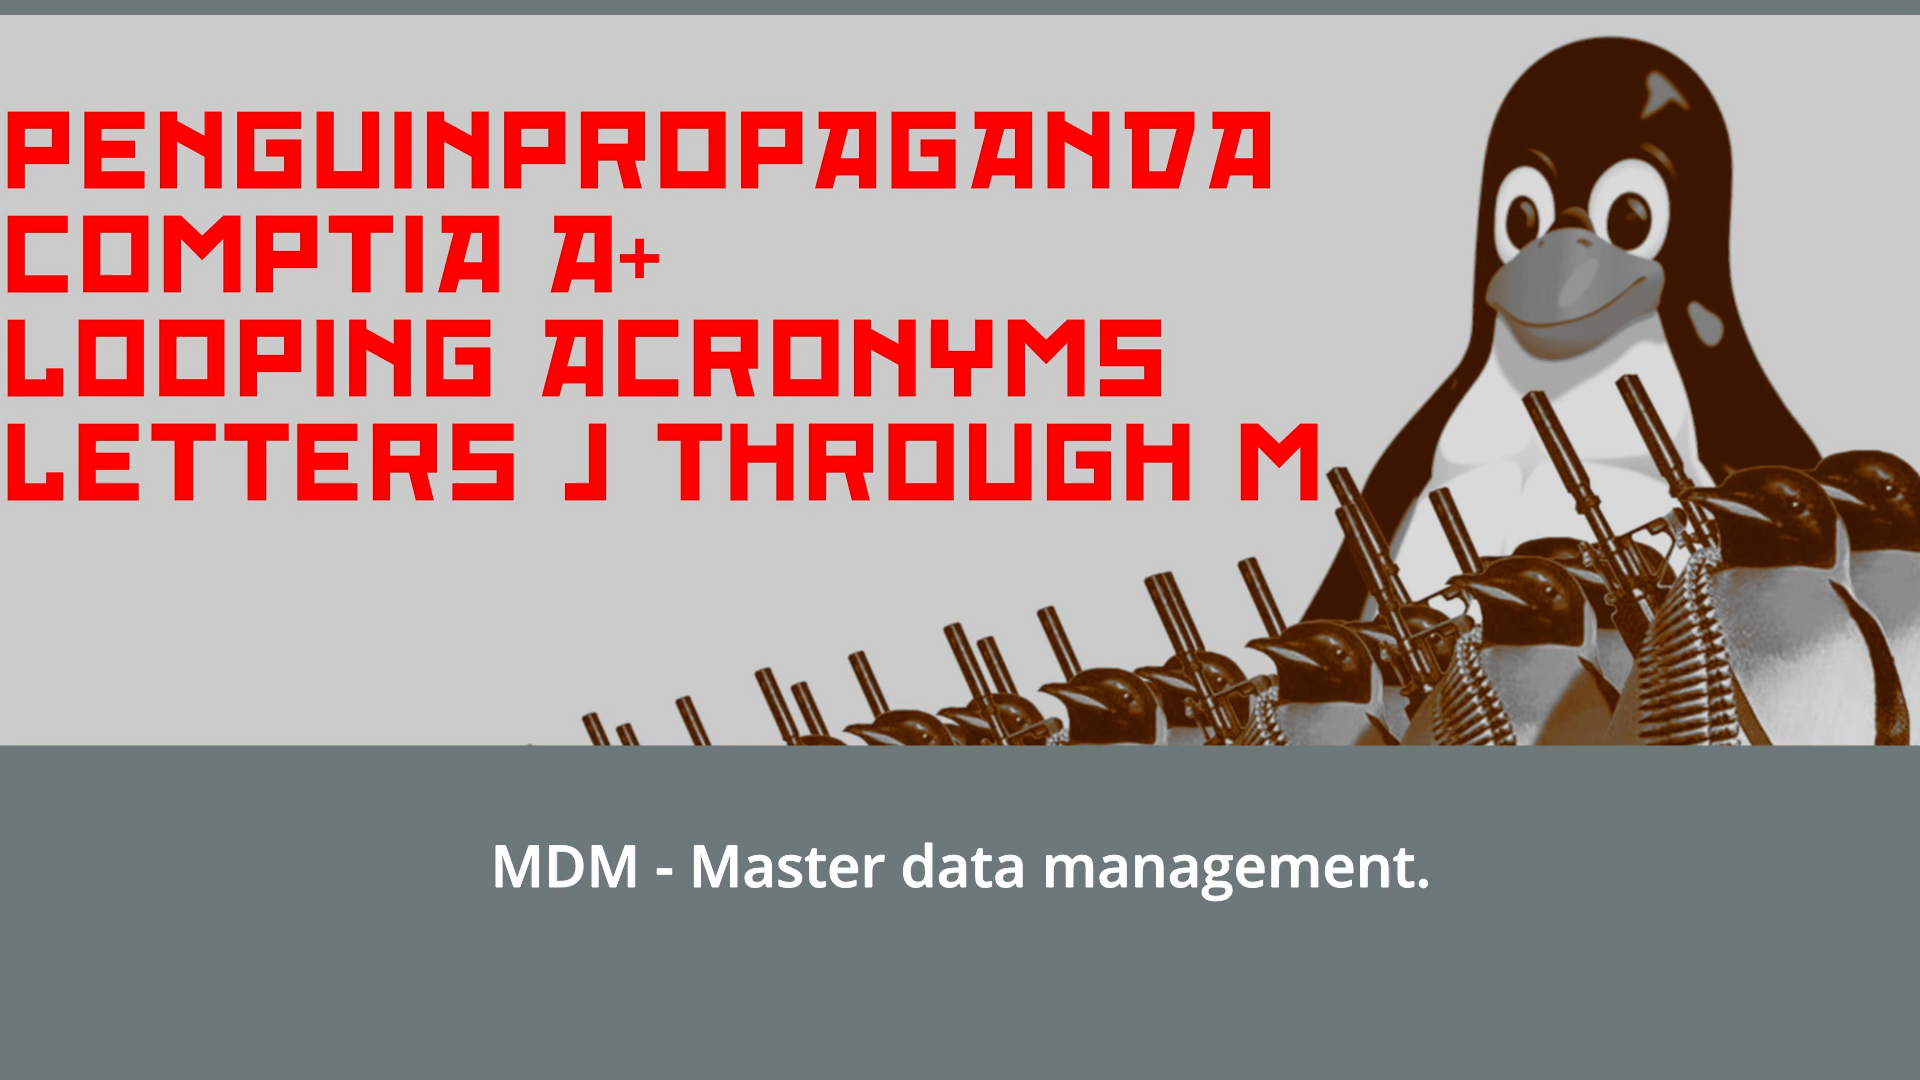 PENGUINPROPAGANDA
COMPTIA A+
LOOPING ACRONYMS
LETTERS J THROUGH M
MDM - Master data management.